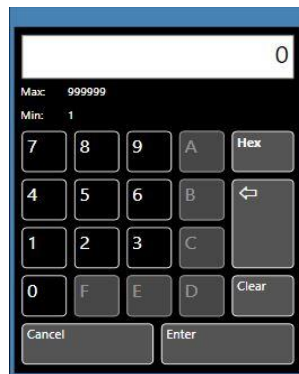 0
Max: 999999
Min: 1
7 8 9 A Hex
4 5 6 B ⇦
1 2 3 C
0 F E D Clear
Cancel Enter